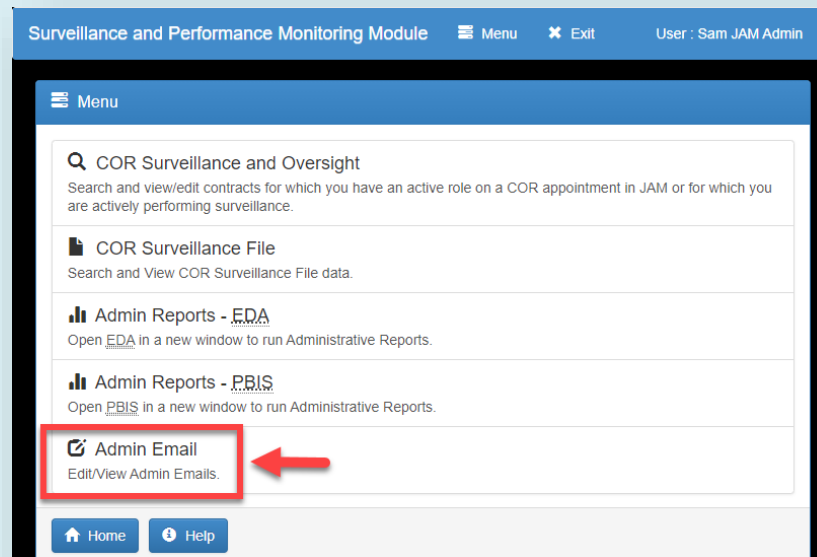 Surveillance and Performance Monitoring Module Menu Exit User : Sam JAM Admin
Menu
COR Surveillance and Oversight
Search and view/edit contracts for which you have an active role on a COR appointment in JAM or for which you
are actively performing surveillance.
COR Surveillance File
Search and View COR Surveillance File data.
Admin Reports - EDA
Open EDA in a new window to run Administrative Reports.
Admin Reports - PBIS
Open PBIS in a new window to run Administrative Reports.
Admin Email
Edit/View Admin Emails.
Home Help